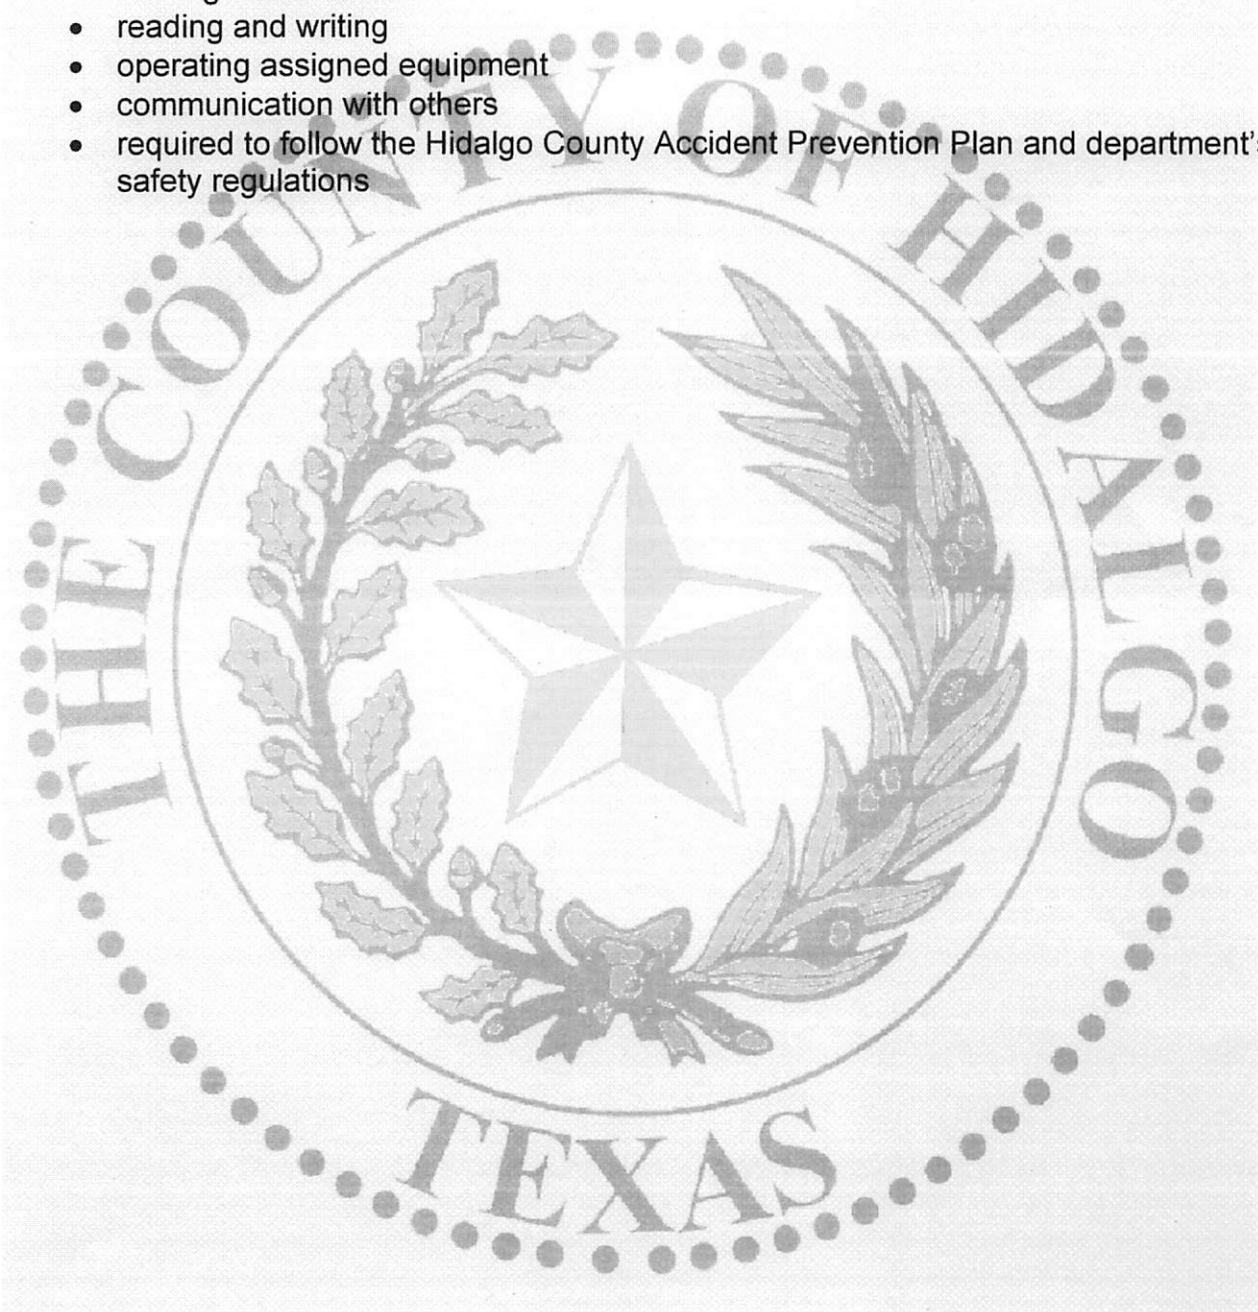 • reading and writing
• operating assigned equipment
• communication with others
• required to follow the Hidalgo County Accident Prevention Plan and department's
safety regulations
THE COUNTY OF HIDALGO
TEXAS